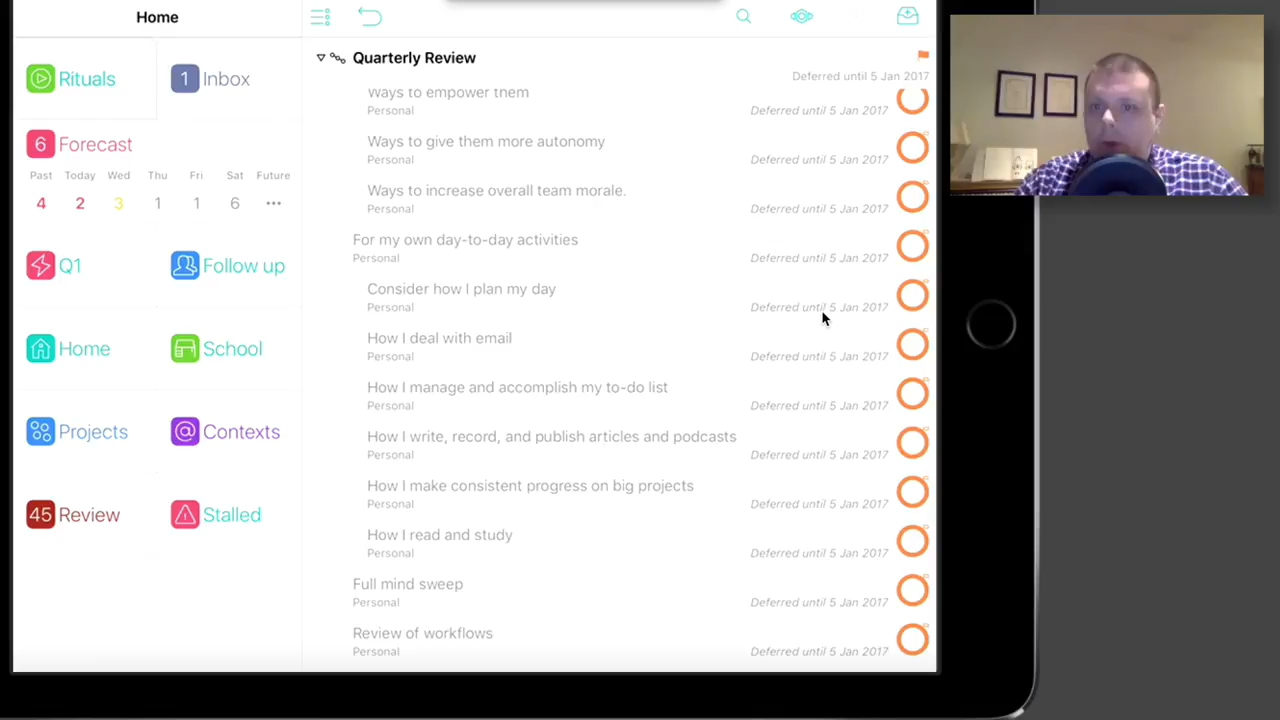 Home
Rituals
1 Inbox
6 Forecast
Past Today Wed Thu Fri Sat Future
4 2 3 1 1 6 •••
Q1
Follow up
Home
School
Projects
@ Contexts
45 Review
Stalled
Quarterly Review
Deferred until 5 Jan 2017
Ways to empower them
Personal Deferred until 5 Jan 2017
Ways to give them more autonomy
Personal Deferred until 5 Jan 2017
Ways to increase overall team morale.
Personal Deferred until 5 Jan 2017
For my own day-to-day activities
Personal Deferred until 5 Jan 2017
Consider how I plan my day
Personal Deferred until 5 Jan 2017
How I deal with email
Personal Deferred until 5 Jan 2017
How I manage and accomplish my to-do list
Personal Deferred until 5 Jan 2017
How I write, record, and publish articles and podcasts
Personal Deferred until 5 Jan 2017
How I make consistent progress on big projects
Personal Deferred until 5 Jan 2017
How I read and study
Personal Deferred until 5 Jan 2017
Full mind sweep
Personal Deferred until 5 Jan 2017
Review of workflows
Personal Deferred until 5 Jan 2017